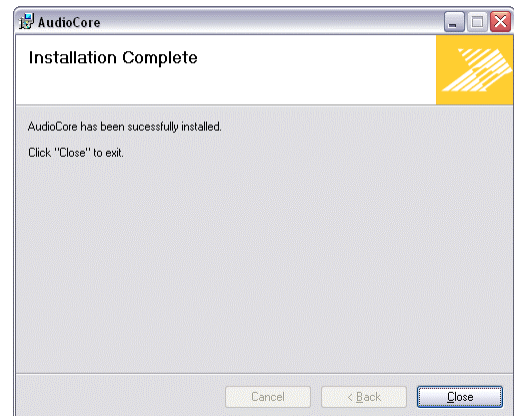 AudioCore
Installation Complete
AudioCore has been sucessfully installed.
Click "Close" to exit.
Cancel
< Back
Close